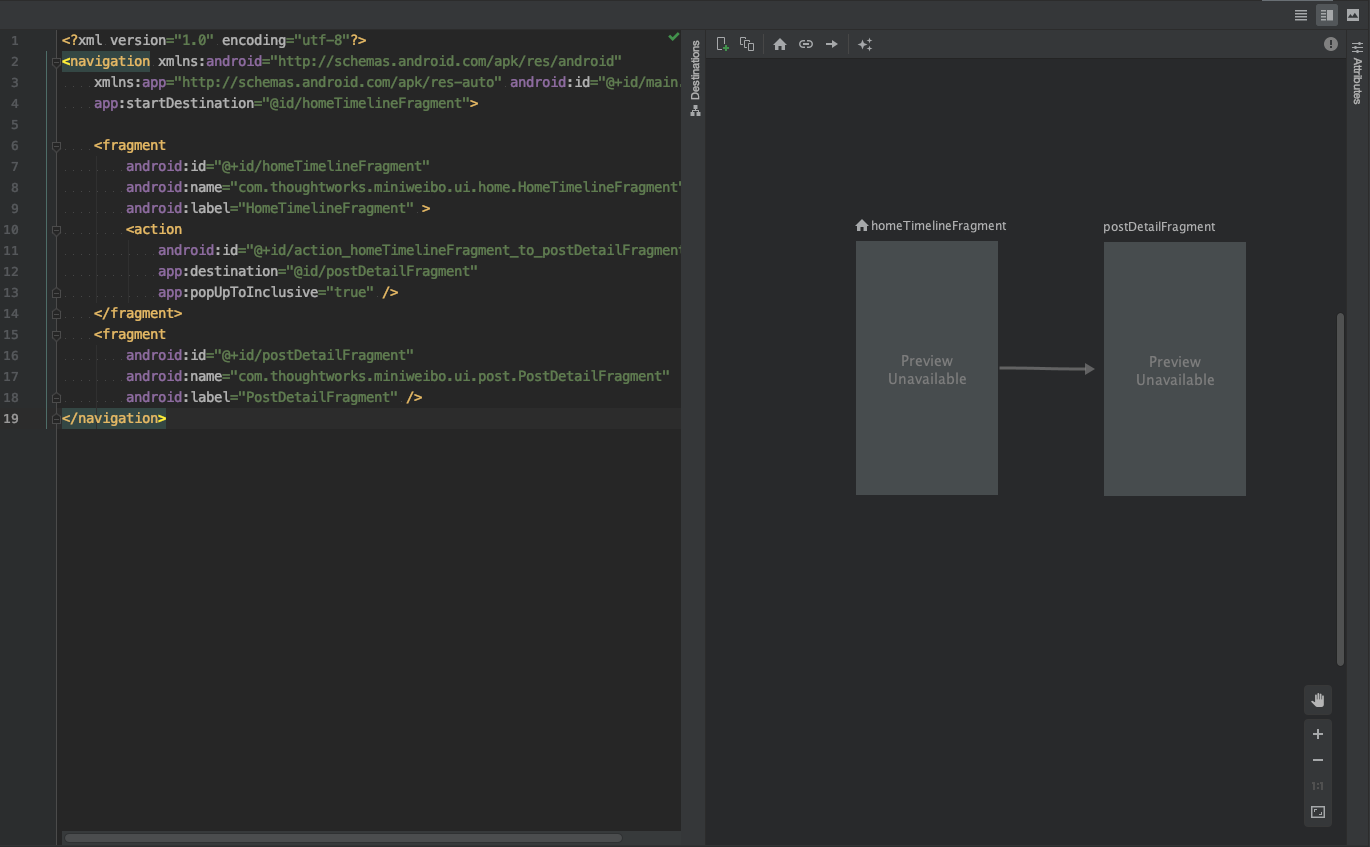 1 <?xml version="1.0" encoding="utf-8"?>
2 <navigation xmlns:android="http://schemas.android.com/apk/res/android"
3 xmlns:app="http://schemas.android.com/apk/res-auto" android:id="@+id/main.
4 app:startDestination="@id/homeTimelineFragment">
5
6 <fragment
7 android:id="@+id/homeTimelineFragment"
8 android:name="com.thoughtworks.miniweibo.ui.home.HomeTimelineFragment"
9 android:label="HomeTimelineFragment" >
10 <action
11 android:id="@+id/action_homeTimelineFragment_to_postDetailFragment
12 app:destination="@id/postDetailFragment"
13 app:popUpToInclusive="true" />
14 </fragment>
15 <fragment
16 android:id="@+id/postDetailFragment"
17 android:name="com.thoughtworks.miniweibo.ui.post.PostDetailFragment"
18 android:label="PostDetailFragment" />
19 </navigation>
Destinations
homeTimelineFragment
Preview
Unavailable
postDetailFragment
Preview
Unavailable
Attributes
1:1